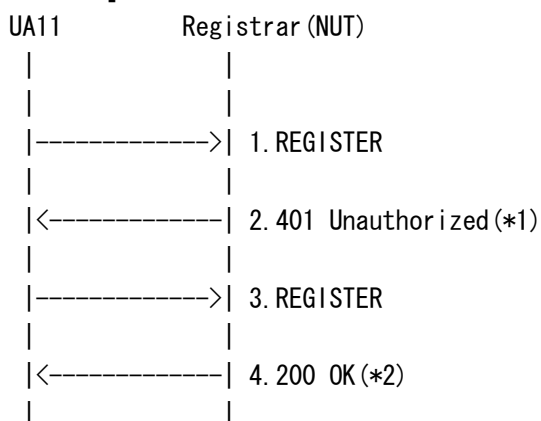 UA11 Registrar(NUT)
| |
| |
|------------->| 1.REGISTER
| |
|<-------------| 2.401 Unauthorized(*1)
| |
|------------->| 3.REGISTER
| |
|<-------------| 4.200 OK(*2)
| |